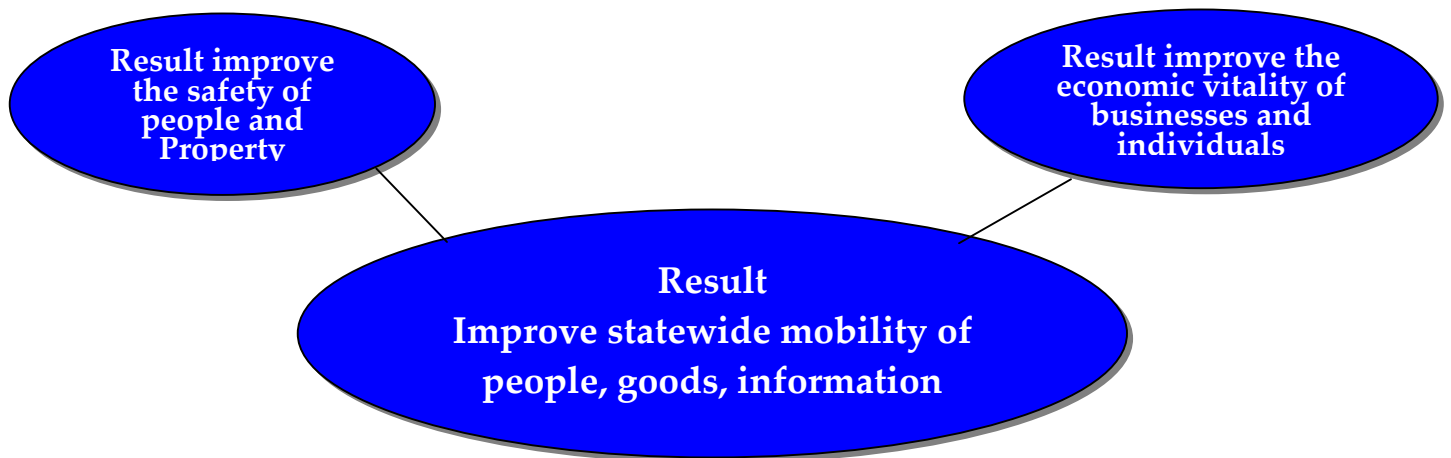 Result improve
the safety of
people and
Property
Result improve the
economic vitality of
businesses and
individuals
Result
Improve statewide mobility of
people, goods, information